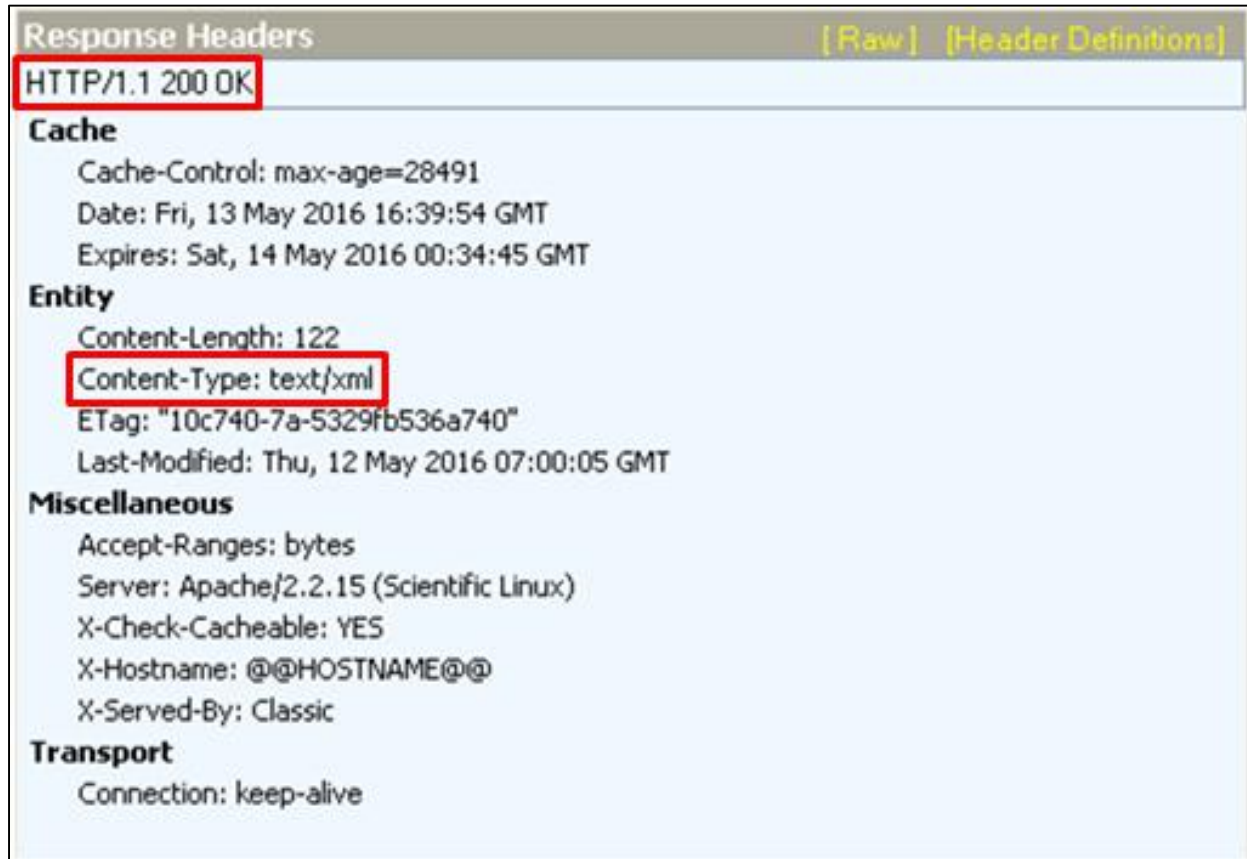 Response Headers [Raw] [Header Definitions]
HTTP/1.1 200 OK
Cache
Cache-Control: max-age=28491
Date: Fri, 13 May 2016 16:39:54 GMT
Expires: Sat, 14 May 2016 00:34:45 GMT
Entity
Content-Length: 122
Content-Type: text/xml
ETag: "10c740-7a-5329fb536a740"
Last-Modified: Thu, 12 May 2016 07:00:05 GMT
Miscellaneous
Accept-Ranges: bytes
Server: Apache/2.2.15 (Scientific Linux)
X-Check-Cacheable: YES
X-Hostname: @@HOSTNAME@@
X-Served-By: Classic
Transport
Connection: keep-alive